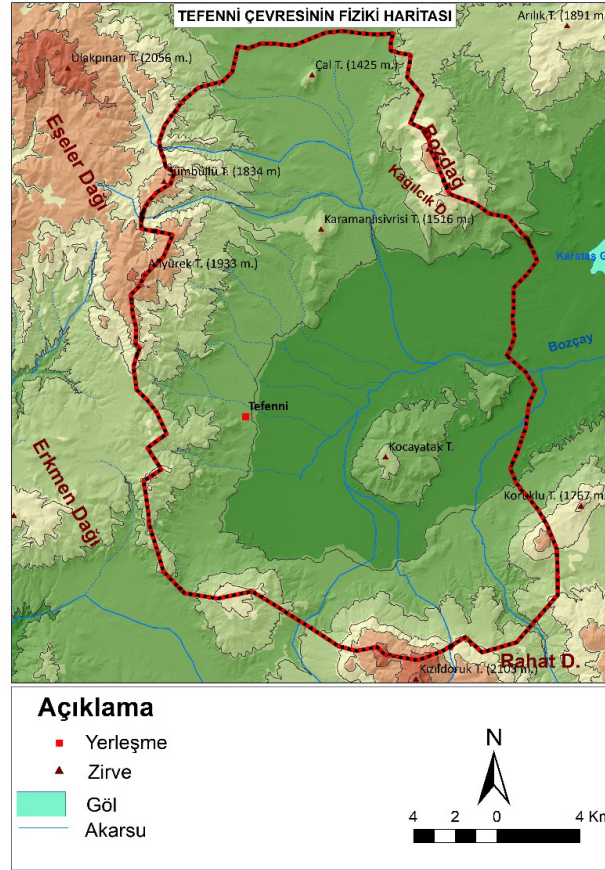 TEFENNİ ÇEVRESİNİN FİZİKİ HARİTASI
Arılık T. (1891 m.)
Ulakpınarı T. (2056 m.)
Çal T. (1425 m.)
Eşeler Dağı
Bozdağ
Kağılcık D.
Sümbüllü T. (1834 m)
Karamanlısivrisi T. (1516 m.)
Karataş G
Aliyürek T. (1933 m.)
Bozçay
Tefenni
Kocayatak T.
Erkmen Dağı
Koruklu T. (1767 m.
Rahat D.
Kızıldoruk T. (2103 m.)
Açıklama
Yerleşme
Zirve
Göl
Akarsu
N
4 2 0 4 Km